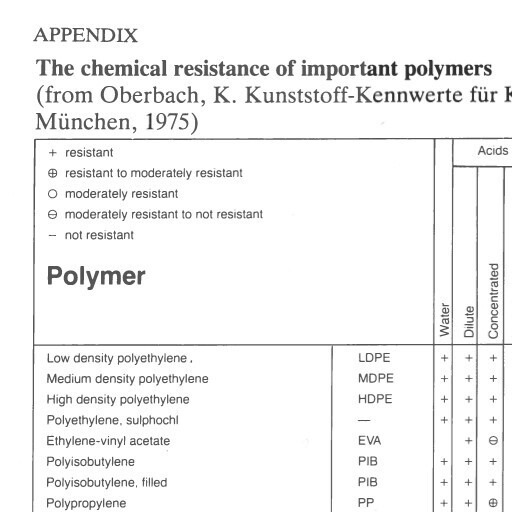 APPENDIX
The chemical resistance of important polymers
(from Oberbach, K. Kunststoff-Kennwerte für
München, 1975)
+ resistant
⊕ resistant to moderately resistant
○ moderately resistant
⊖ moderately resistant to not resistant
– not resistant
Polymer
Acids
Water
Dilute
Concentrated
Low density polyethylene . LDPE + + +
Medium density polyethylene MDPE + + +
High density polyethylene HDPE + + +
Polyethylene, sulphochl — + + +
Ethylene-vinyl acetate EVA + ⊖
Polyisobutylene PIB + + +
Polyisobutylene, filled PIB + + +
Polypropylene PP + + ⊕